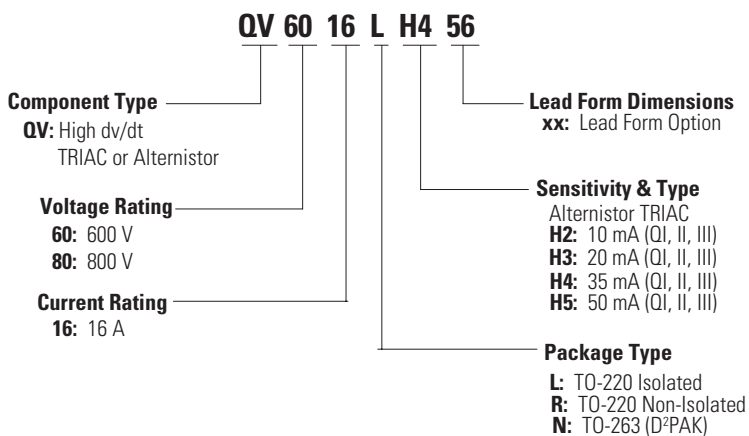 QV 60 16 L H4 56
Component Type
QV: High dv/dt
TRIAC or Alternistor
Voltage Rating
60: 600 V
80: 800 V
Current Rating
16: 16 A
Lead Form Dimensions
xx: Lead Form Option
Sensitivity & Type
Alternistor TRIAC
H2: 10 mA (QI, II, III)
H3: 20 mA (QI, II, III)
H4: 35 mA (QI, II, III)
H5: 50 mA (QI, II, III)
Package Type
L: TO-220 Isolated
R: TO-220 Non-Isolated
N: TO-263 (D²PAK)